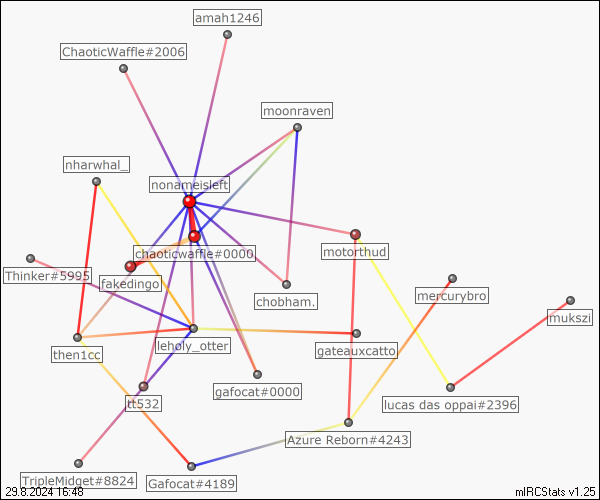 amah1246
ChaoticWaffle#2006
moonraven
nharwhal_
nonameisleft
chaoticwaffle#0000
motorthud
Thinker#5995
fakedingo
chobham.
mercurybro
mukszi
then1cc
leholy_otter
gateauxcatto
gafocat#0000
tt532
lucas das oppai#2396
Azure Reborn#4243
TripleMidget#8824
Gafocat#4189
29.8.2024 16:48
mIRCStats v1.25